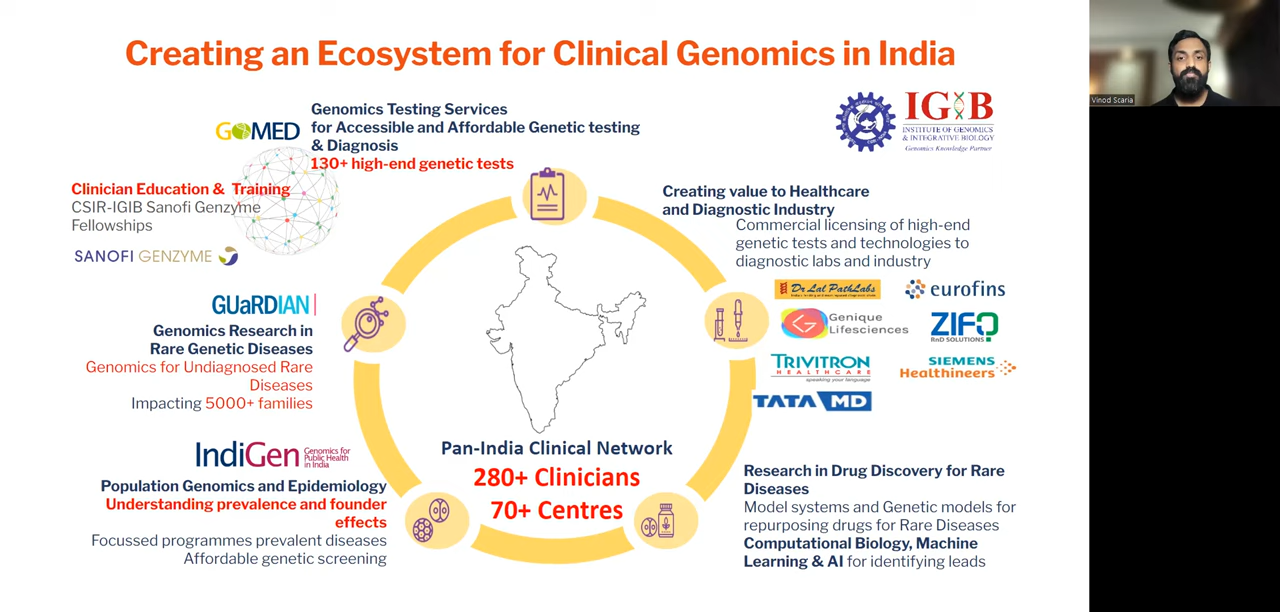 Creating an Ecosystem for Clinical Genomics in India
GOMED
Genomics Testing Services
for Accessible and Affordable Genetic testing
& Diagnosis
130+ high-end genetic tests
Clinician Education & Training
CSIR-IGIB Sanofi Genzyme
Fellowships
SANOFI GENZYME
GUaRDIAN
Genomics Research in
Rare Genetic Diseases
Genomics for Undiagnosed Rare
Diseases
Impacting 5000+ families
IndiGen
Genomics for
Public Health
in India
Population Genomics and Epidemiology
Understanding prevalence and founder
effects
Focussed programmes prevalent diseases
Affordable genetic screening
Pan-India Clinical Network
280+ Clinicians
70+ Centres
IGIB
INSTITUTE OF GENOMICS
& INTEGRATIVE BIOLOGY
Genomics Knowledge Partner
Creating value to Healthcare
and Diagnostic Industry
Commercial licensing of high-end
genetic tests and technologies to
diagnostic labs and industry
Dr Lal PathLabs
eurofins
Genique
Lifesciences
ZIFO
RnD SOLUTIONS
TRIVITRON
HEALTHCARE
speaking your language
SIEMENS
Healthineers
TATA MD
Research in Drug Discovery for Rare
Diseases
Model systems and Genetic models for
repurposing drugs for Rare Diseases
Computational Biology, Machine
Learning & AI for identifying leads
Vinod Scaria